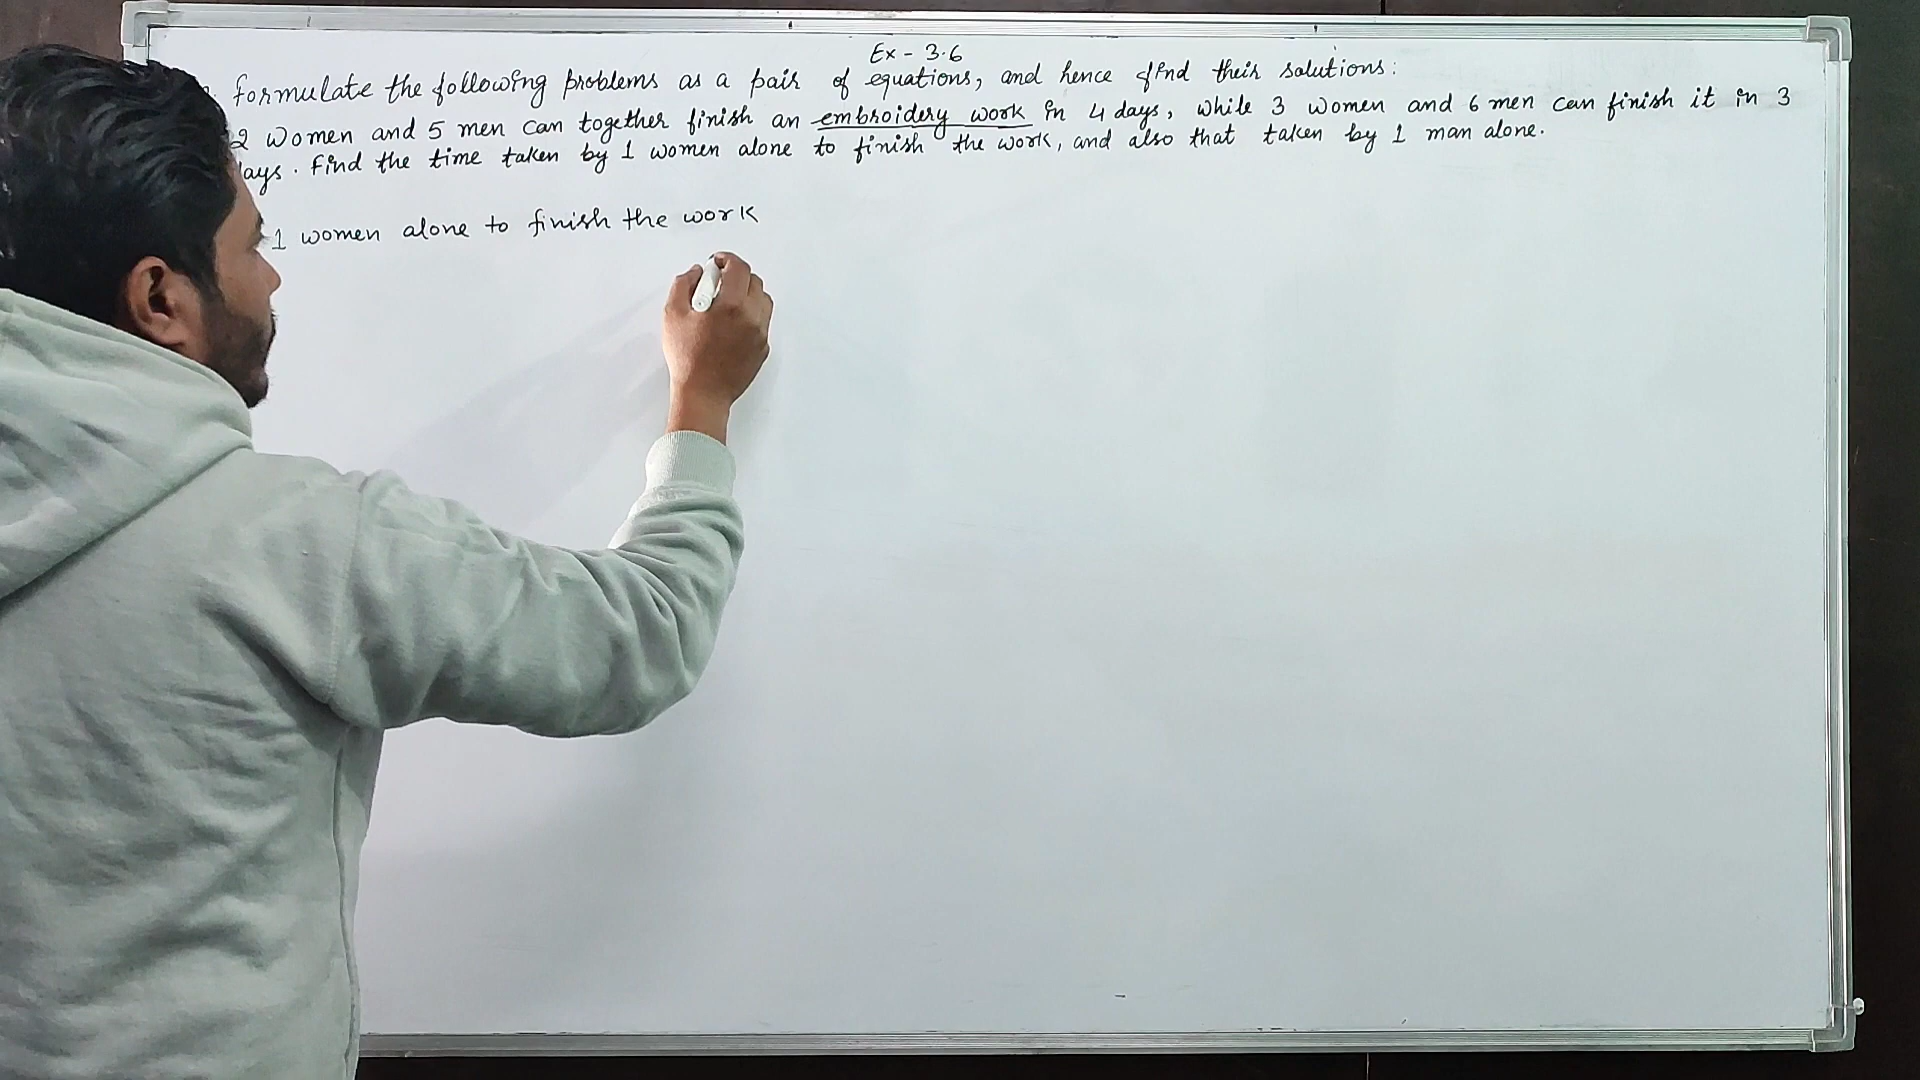 Ex - 3.6
formulate the following problems as a pair of equations, and hence find their solutions:
2 women and 5 men can together finish an embroidery work in 4 days, while 3 women and 6 men can finish it in 3
ays. Find the time taken by 1 women alone to finish the work, and also that taken by 1 man alone.
1 women alone to finish the work